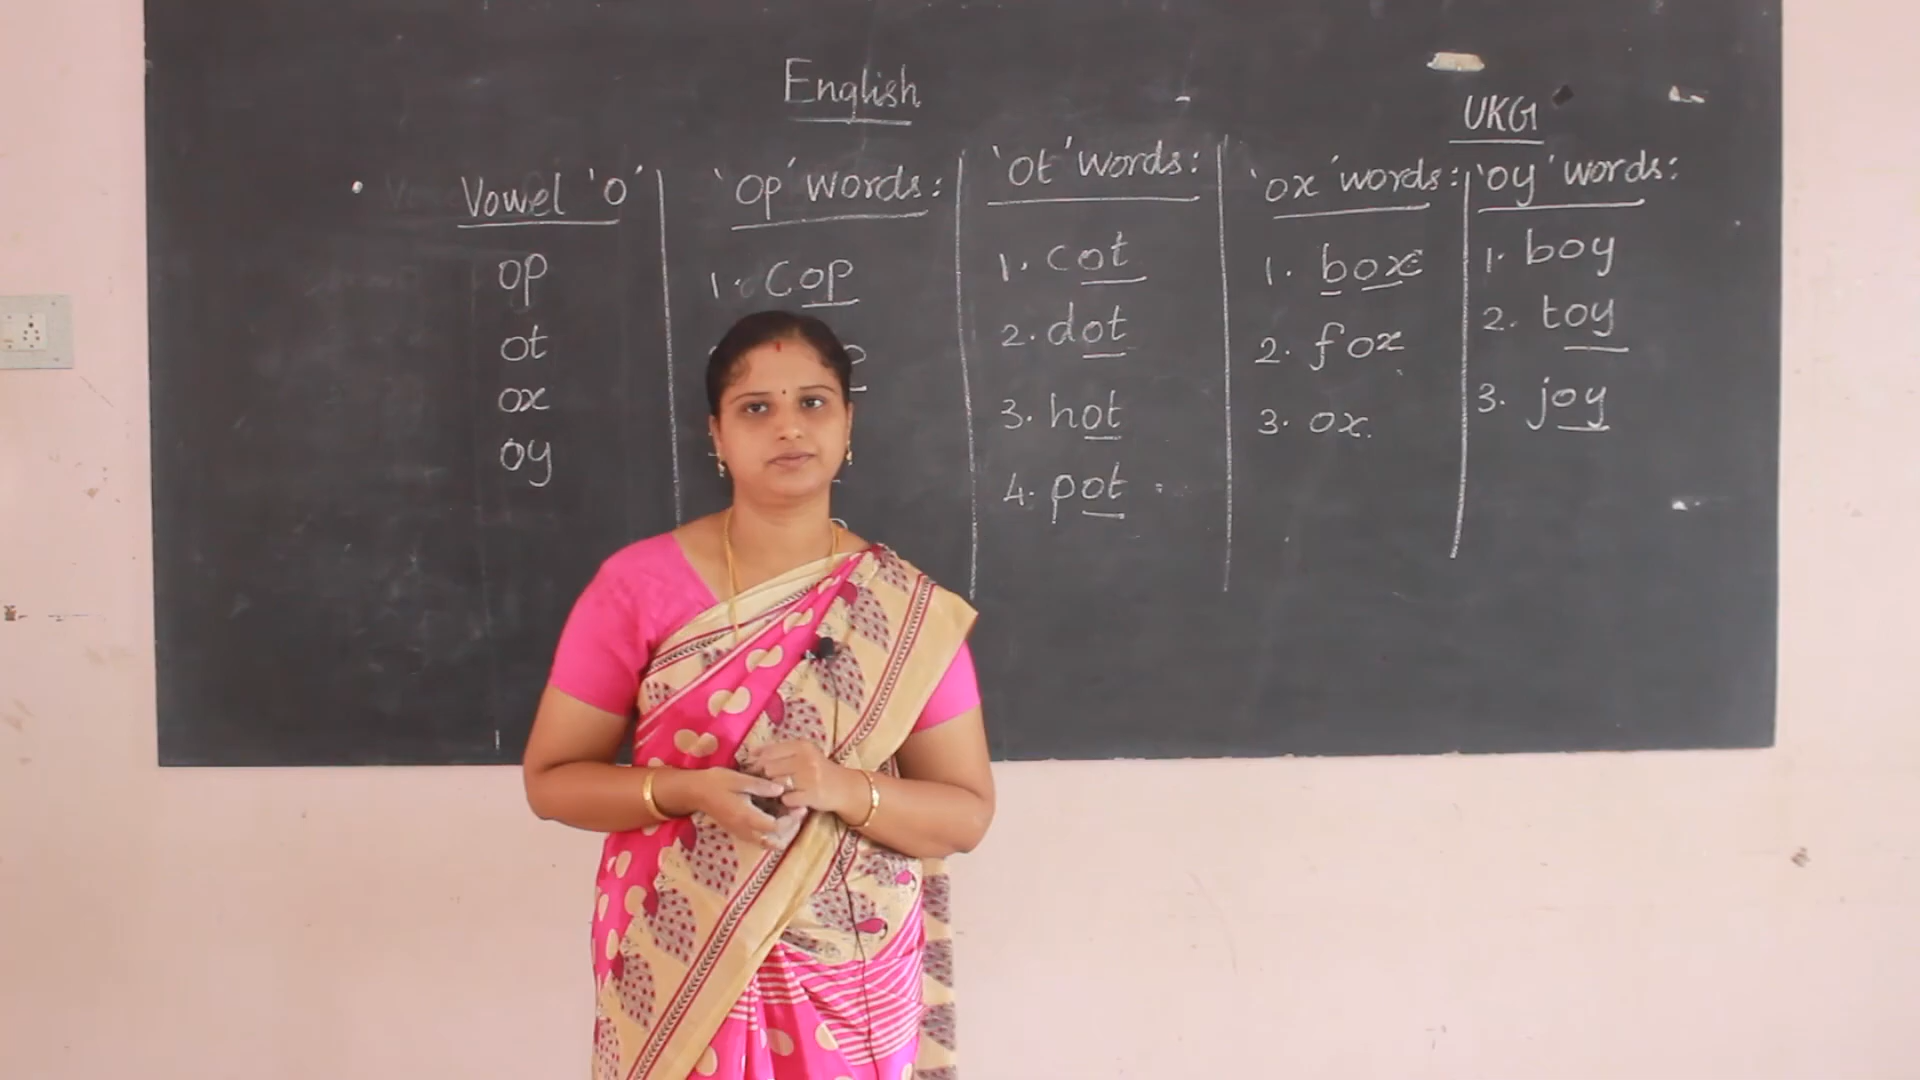 English
UKG
Vowel 'O'
op
ot
ox
oy
'op' words:
1. Cop
'ot' words:
1. cot
2. dot
3. hot
4. pot
'ox' words:
1. box
2. fox
3. ox.
'oy' words:
1. boy
2. toy
3. joy